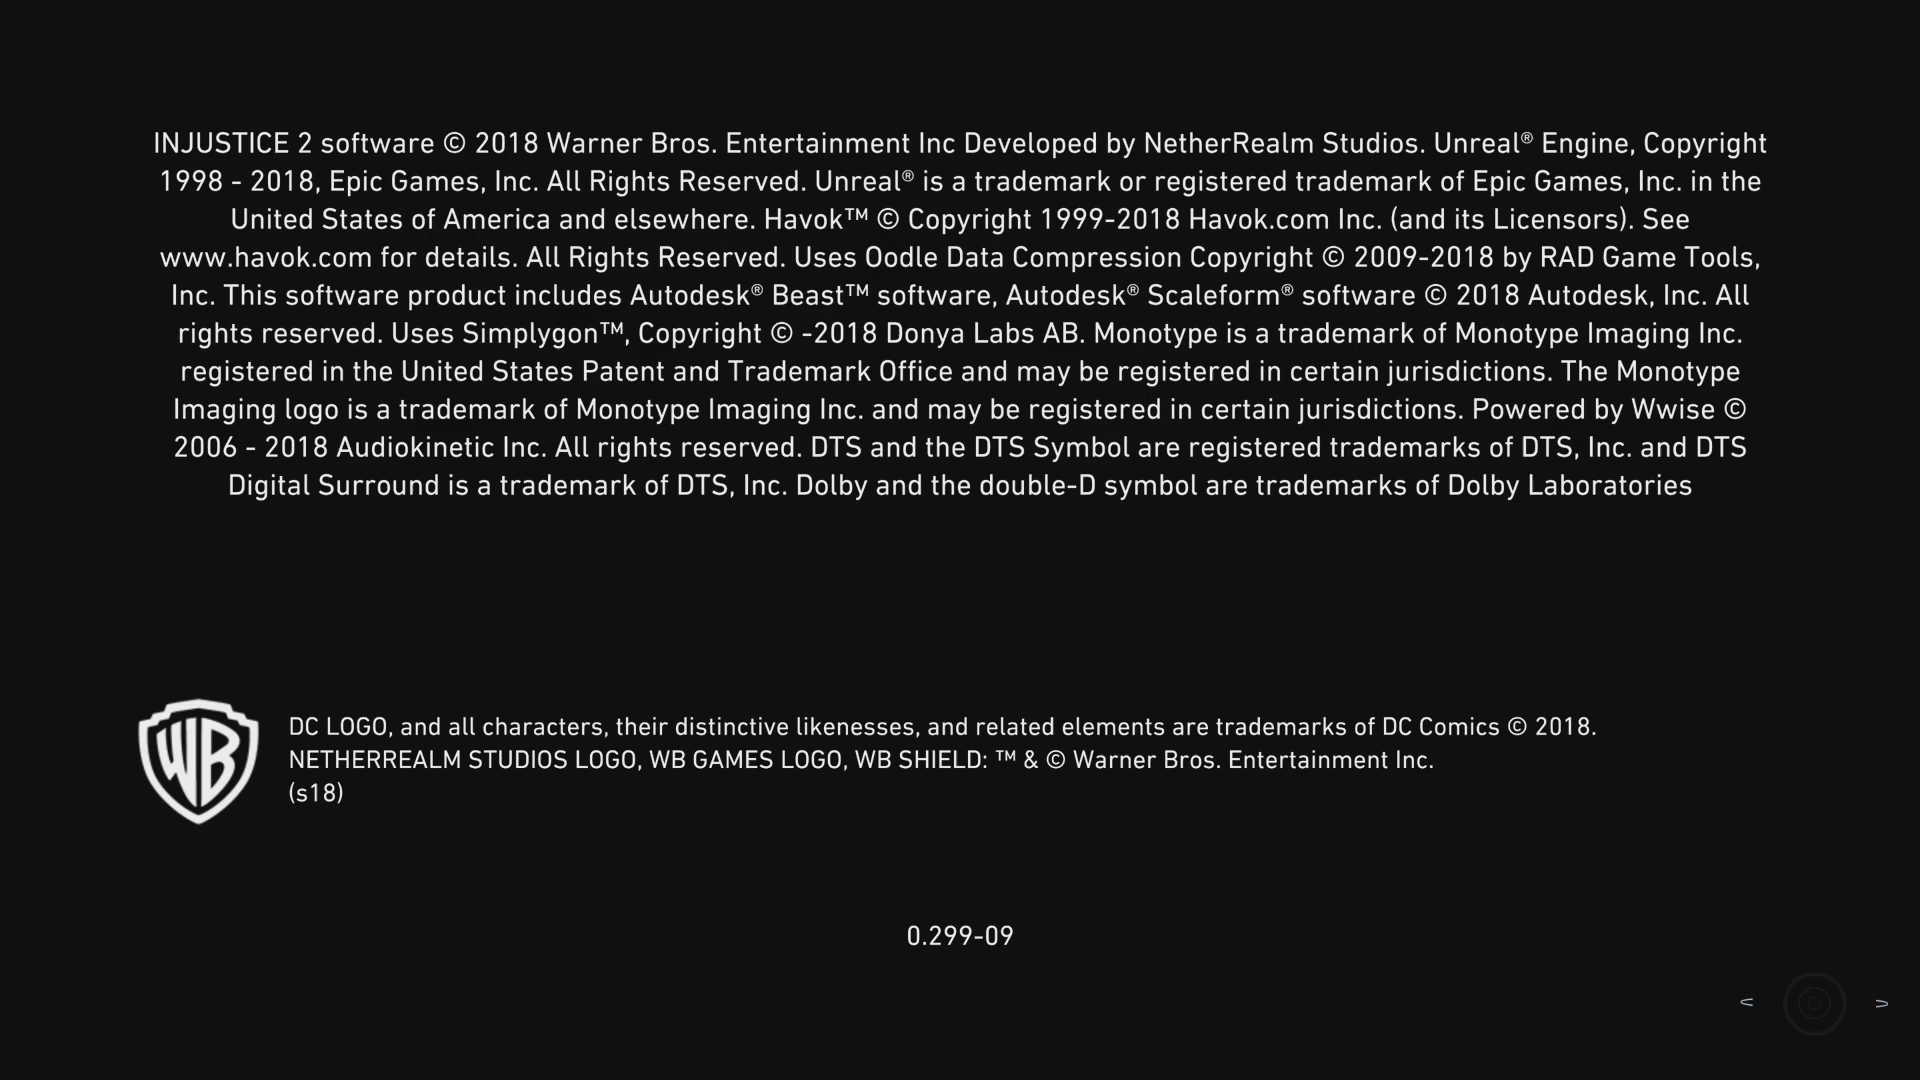 INJUSTICE 2 software © 2018 Warner Bros. Entertainment Inc Developed by NetherRealm Studios. Unreal® Engine, Copyright
1998 - 2018, Epic Games, Inc. All Rights Reserved. Unreal® is a trademark or registered trademark of Epic Games, Inc. in the
United States of America and elsewhere. Havok™ © Copyright 1999-2018 Havok.com Inc. (and its Licensors). See
www.havok.com for details. All Rights Reserved. Uses Oodle Data Compression Copyright © 2009-2018 by RAD Game Tools,
Inc. This software product includes Autodesk® Beast™ software, Autodesk® Scaleform® software © 2018 Autodesk, Inc. All
rights reserved. Uses Simplygon™, Copyright © -2018 Donya Labs AB. Monotype is a trademark of Monotype Imaging Inc.
registered in the United States Patent and Trademark Office and may be registered in certain jurisdictions. The Monotype
Imaging logo is a trademark of Monotype Imaging Inc. and may be registered in certain jurisdictions. Powered by Wwise ©
2006 - 2018 Audiokinetic Inc. All rights reserved. DTS and the DTS Symbol are registered trademarks of DTS, Inc. and DTS
Digital Surround is a trademark of DTS, Inc. Dolby and the double-D symbol are trademarks of Dolby Laboratories
WB
DC LOGO, and all characters, their distinctive likenesses, and related elements are trademarks of DC Comics © 2018.
NETHERREALM STUDIOS LOGO, WB GAMES LOGO, WB SHIELD: ™ & © Warner Bros. Entertainment Inc.
(s18)
0.299-09